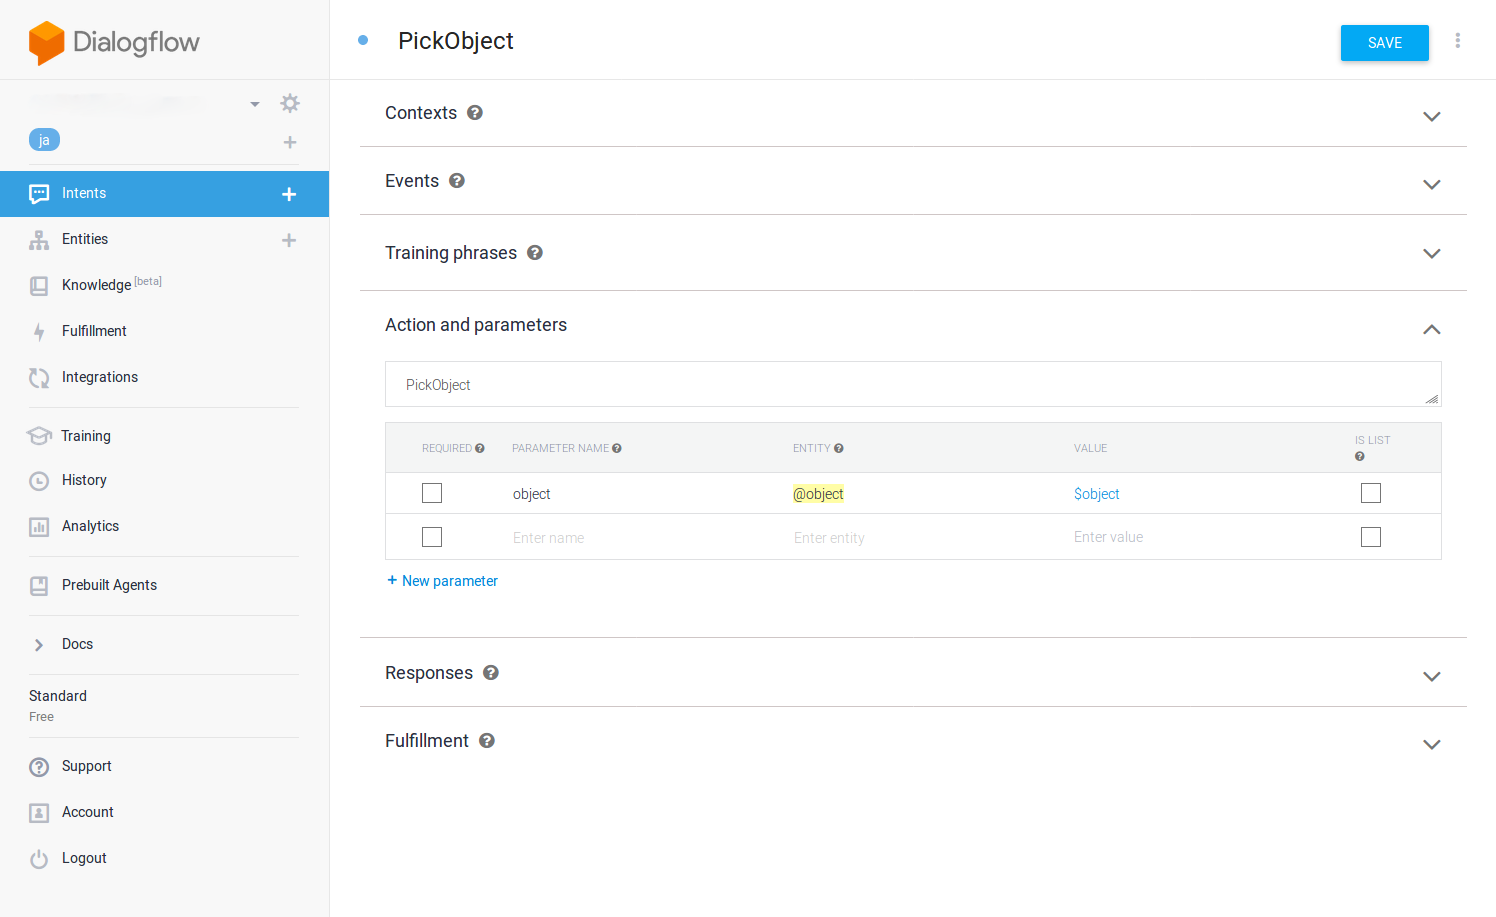 Dialogflow
PickObject
SAVE
ja
Intents
Entities
Knowledge [beta]
Fulfillment
Integrations
Training
History
Analytics
Prebuilt Agents
Docs
Standard
Free
Support
Account
Logout
Contexts
Events
Training phrases
Action and parameters
PickObject
REQUIRED PARAMETER NAME ENTITY VALUE IS LIST
object @object $object
Enter name Enter entity Enter value
+ New parameter
Responses
Fulfillment